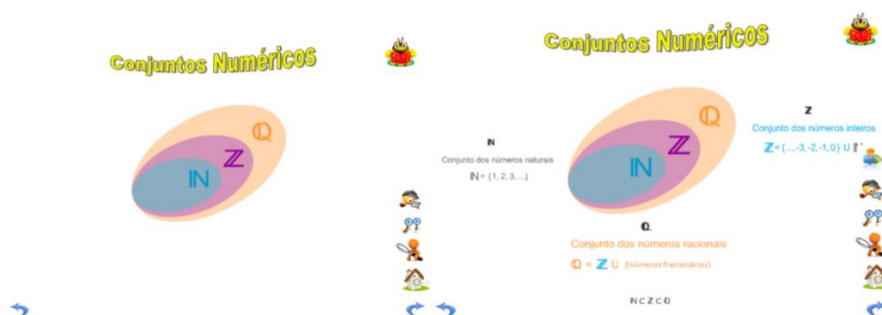 Conjuntos Numéricos
ℚ
ℤ
ℕ
Conjuntos Numéricos
ℚ
ℤ
ℕ
ℕ
Conjunto dos números naturais
ℕ = {1, 2, 3, ...}
ℤ
Conjunto dos números inteiros
ℤ = {...,-3,-2,-1,0} U
ℚ
Conjunto dos números racionais
ℚ = ℤ U (números fracionários)
N C Z C Q